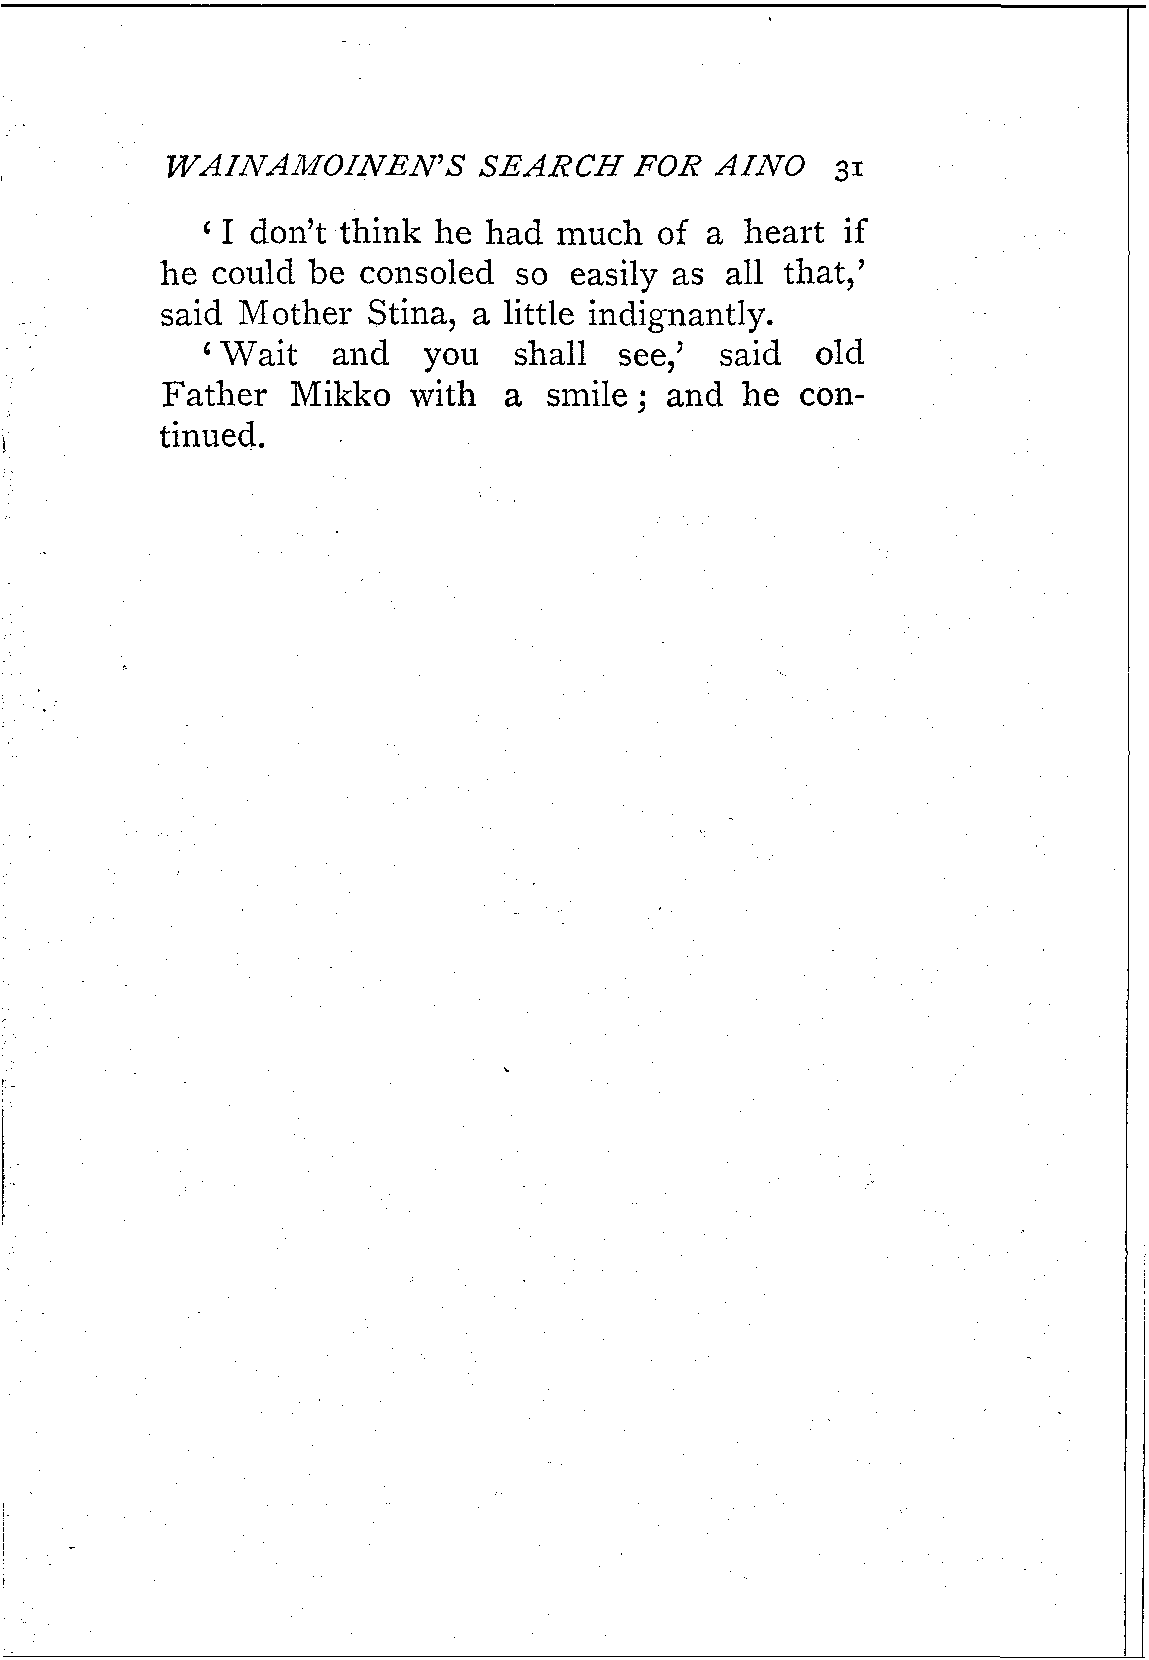 WAINAMOINEN'S SEARCH FOR AINO 31
‘ I don't think he had much of a heart if
he could be consoled so easily as all that,’
said Mother Stina, a little indignantly.
‘ Wait and you shall see,’ said old
Father Mikko with a smile ; and he con-
tinued.